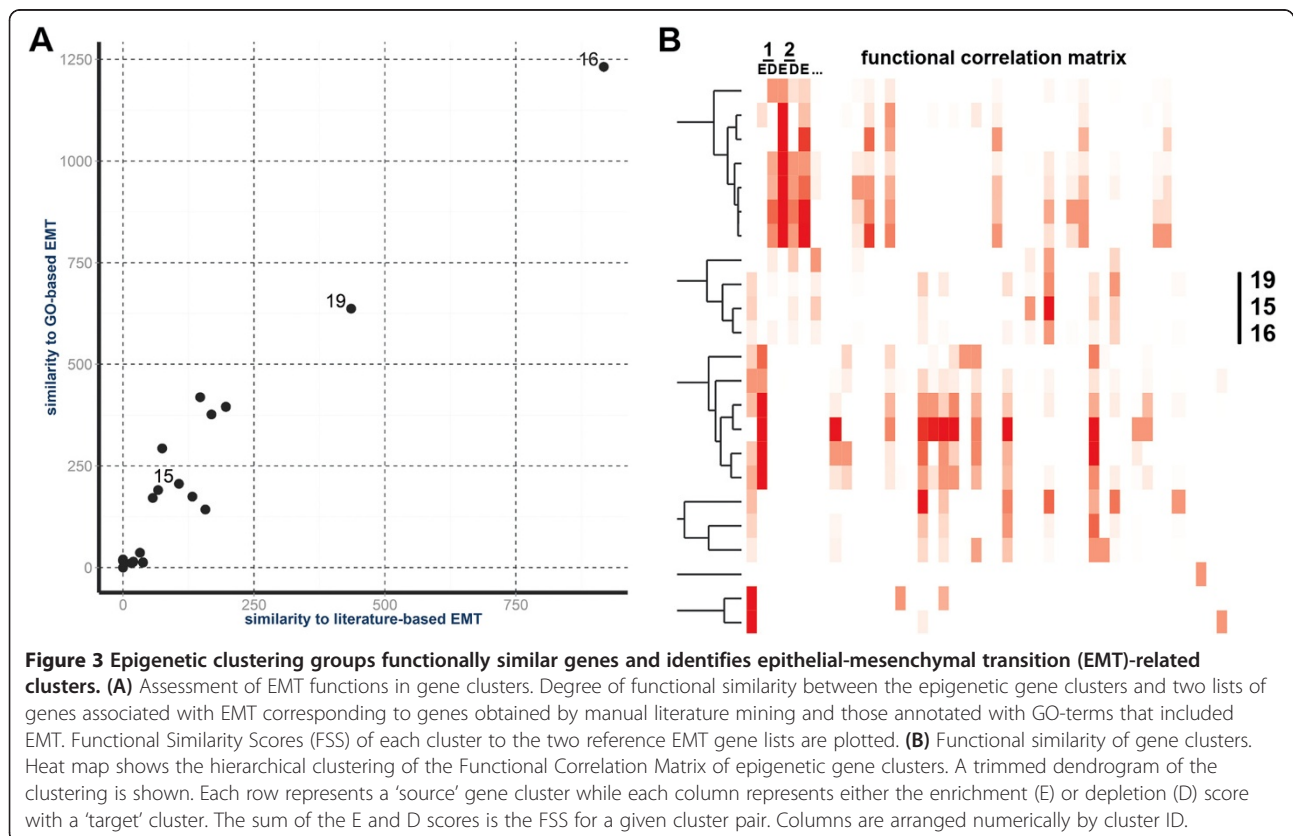 A
1250
1000
750
500
250
0
similarity to GO-based EMT
16
19
15
0
250
500
750
similarity to literature-based EMT
B
1 2
EDEDE...
functional correlation matrix
19
15
16
Figure 3 Epigenetic clustering groups functionally similar genes and identifies epithelial-mesenchymal transition (EMT)-related
clusters. (A) Assessment of EMT functions in gene clusters. Degree of functional similarity between the epigenetic gene clusters and two lists of
genes associated with EMT corresponding to genes obtained by manual literature mining and those annotated with GO-terms that included
EMT. Functional Similarity Scores (FSS) of each cluster to the two reference EMT gene lists are plotted. (B) Functional similarity of gene clusters.
Heat map shows the hierarchical clustering of the Functional Correlation Matrix of epigenetic gene clusters. A trimmed dendrogram of the
clustering is shown. Each row represents a ‘source’ gene cluster while each column represents either the enrichment (E) or depletion (D) score
with a ‘target’ cluster. The sum of the E and D scores is the FSS for a given cluster pair. Columns are arranged numerically by cluster ID.